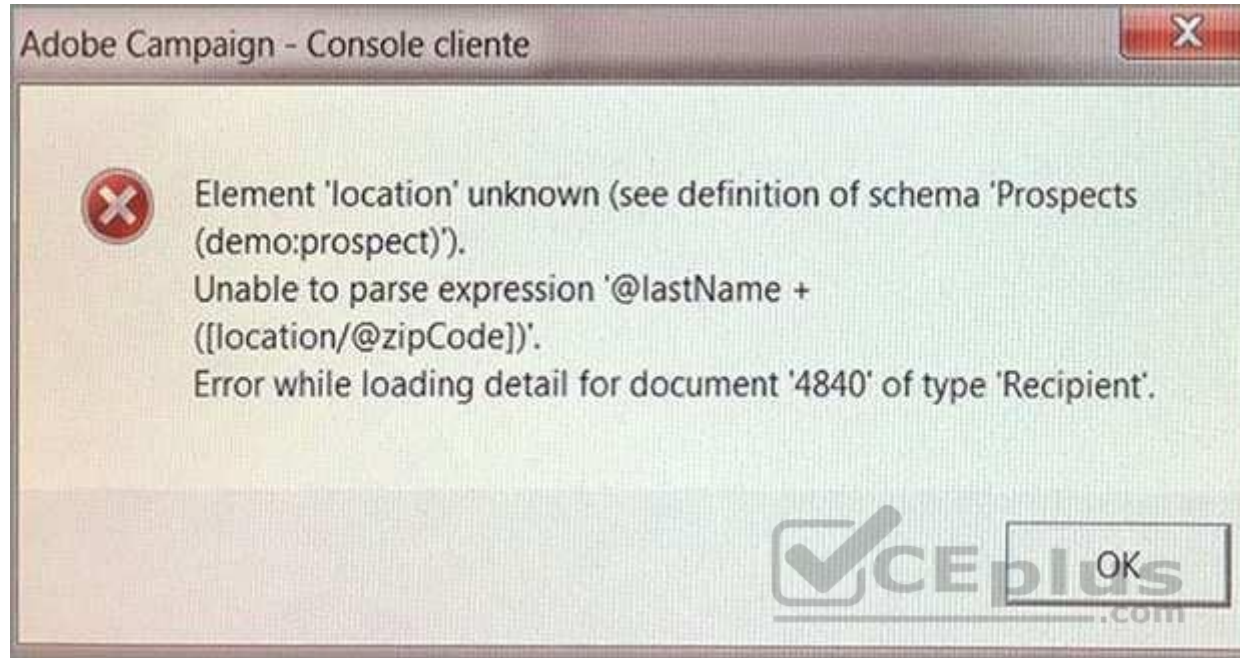 Adobe Campaign - Console cliente
Element 'location' unknown (see definition of schema 'Prospects
(demo:prospect)').
Unable to parse expression '@lastName +
([location/@zipCode])'.
Error while loading detail for document '4840' of type 'Recipient'.
OK
CEplus
.com